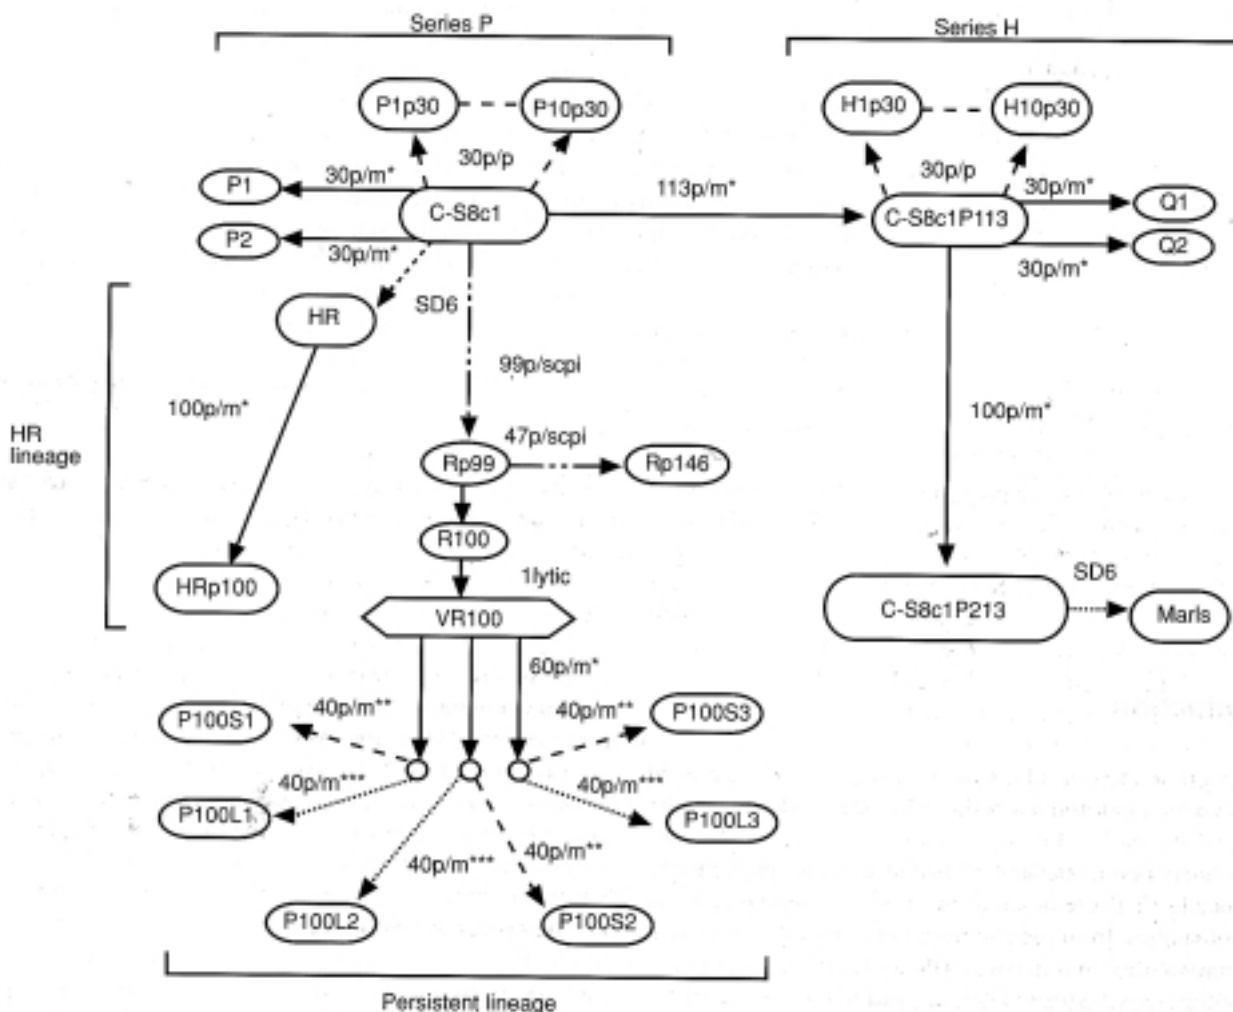 Series P
Series H
P1p30
P10p30
H1p30
H10p30
30p/p
30p/p
P1
30p/m*
C-S8c1
113p/m*
C-S8c1P113
30p/m*
Q1
P2
30p/m*
30p/m*
Q2
HR
SD6
99p/scpi
100p/m*
100p/m*
HR
lineage
47p/scpi
Rp99
Rp146
R100
HRp100
1lytic
VR100
C-S8c1P213
SD6
Marls
60p/m*
P100S1
40p/m**
40p/m**
P100S3
P100L1
40p/m***
40p/m***
P100L3
40p/m***
40p/m**
P100L2
P100S2
Persistent lineage